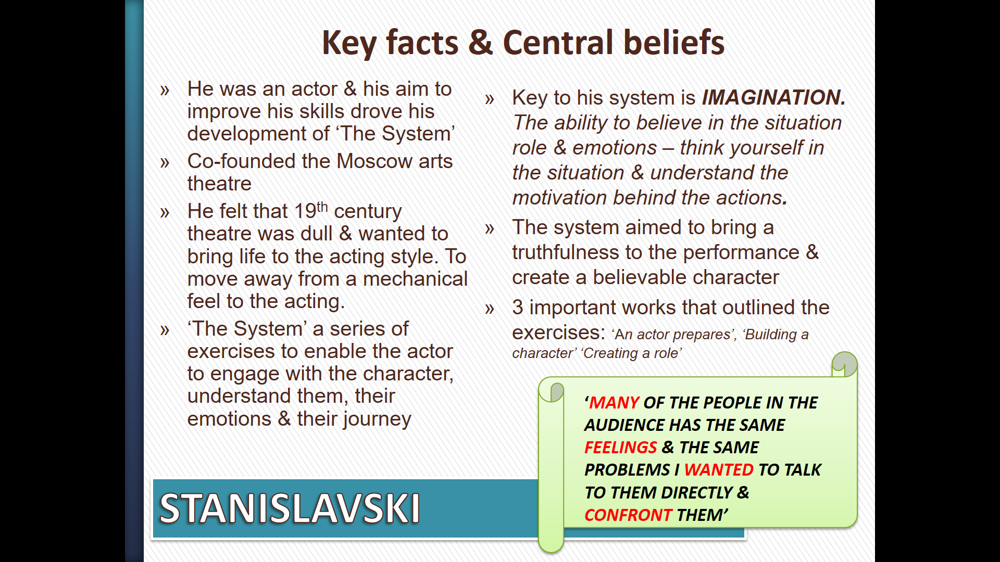 Key facts & Central beliefs
» He was an actor & his aim to
improve his skills drove his
development of ‘The System’
» Co-founded the Moscow arts
theatre
» He felt that 19th century
theatre was dull & wanted to
bring life to the acting style. To
move away from a mechanical
feel to the acting.
» ‘The System’ a series of
exercises to enable the actor
to engage with the character,
understand them, their
emotions & their journey
» Key to his system is IMAGINATION.
The ability to believe in the situation
role & emotions – think yourself in
the situation & understand the
motivation behind the actions.
» The system aimed to bring a
truthfulness to the performance &
create a believable character
» 3 important works that outlined the
exercises: ‘An actor prepares’, ‘Building a
character’ ‘Creating a role’
‘MANY OF THE PEOPLE IN THE
AUDIENCE HAS THE SAME
FEELINGS & THE SAME
PROBLEMS I WANTED TO TALK
TO THEM DIRECTLY &
CONFRONT THEM’
STANISLAVSKI